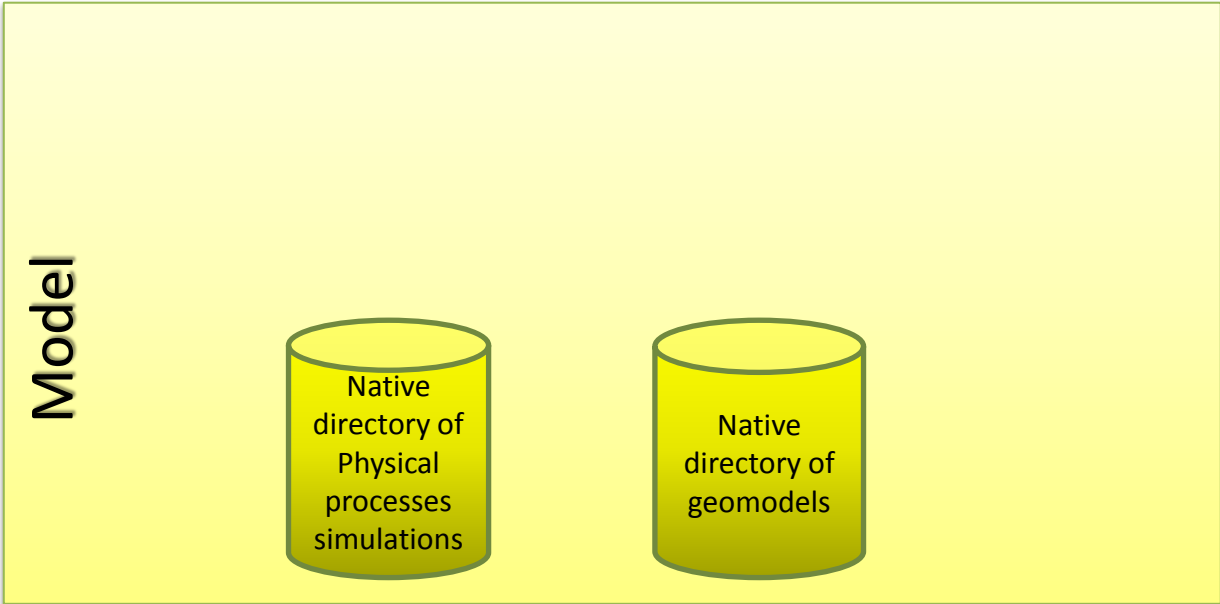 Model
Native
directory of
Physical
processes
simulations
Native
directory of
geomodels